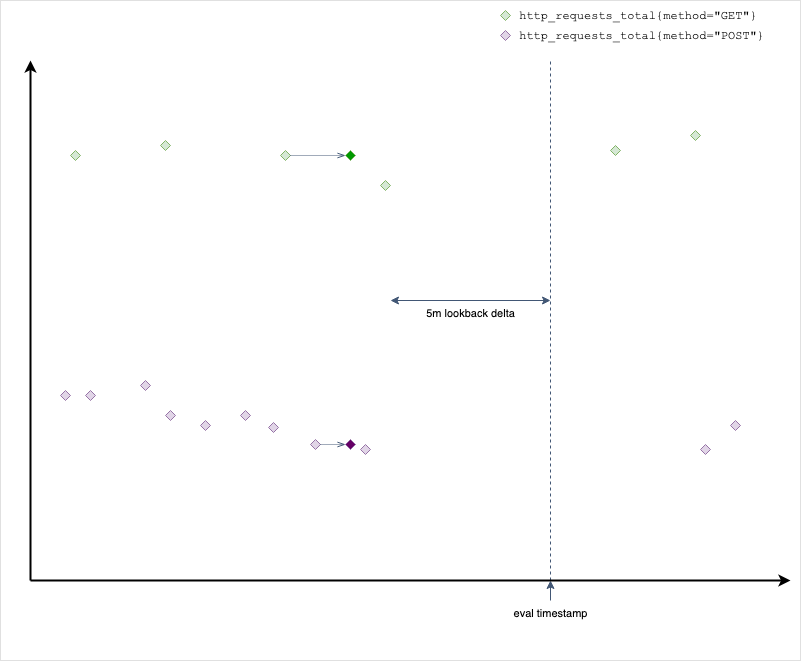 http_requests_total{method="GET"}
http_requests_total{method="POST"}
5m lookback delta
eval timestamp